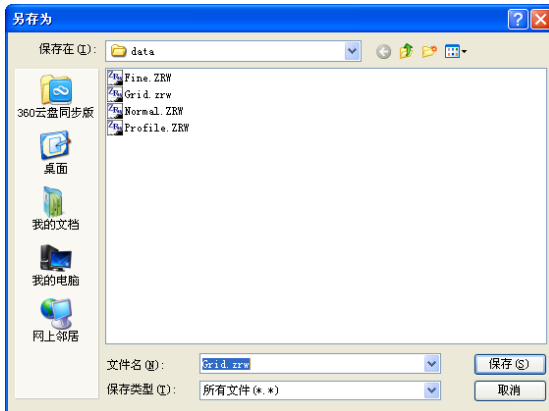 另存为
保存在(I):
data
Fine.ZRW
Grid.zrw
Normal.ZRW
Profile.ZRW
360云盘同步版
桌面
我的文档
我的电脑
网上邻居
文件名(N):
Grid.zrw
保存(S)
保存类型(T):
所有文件(*.*)
取消